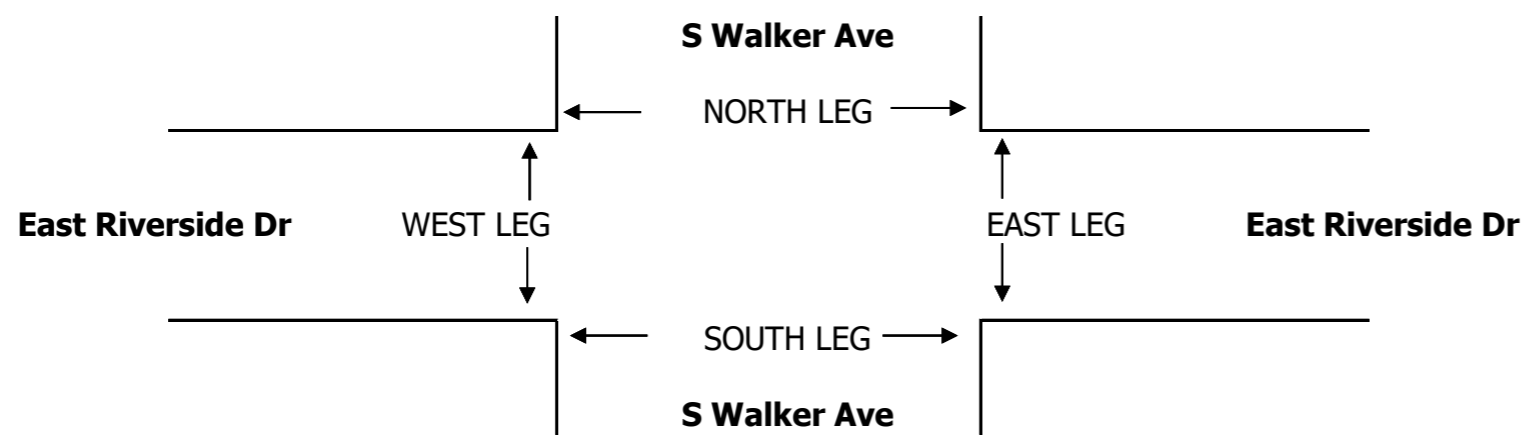 S Walker Ave
NORTH LEG
East Riverside Dr
WEST LEG
EAST LEG
East Riverside Dr
SOUTH LEG
S Walker Ave